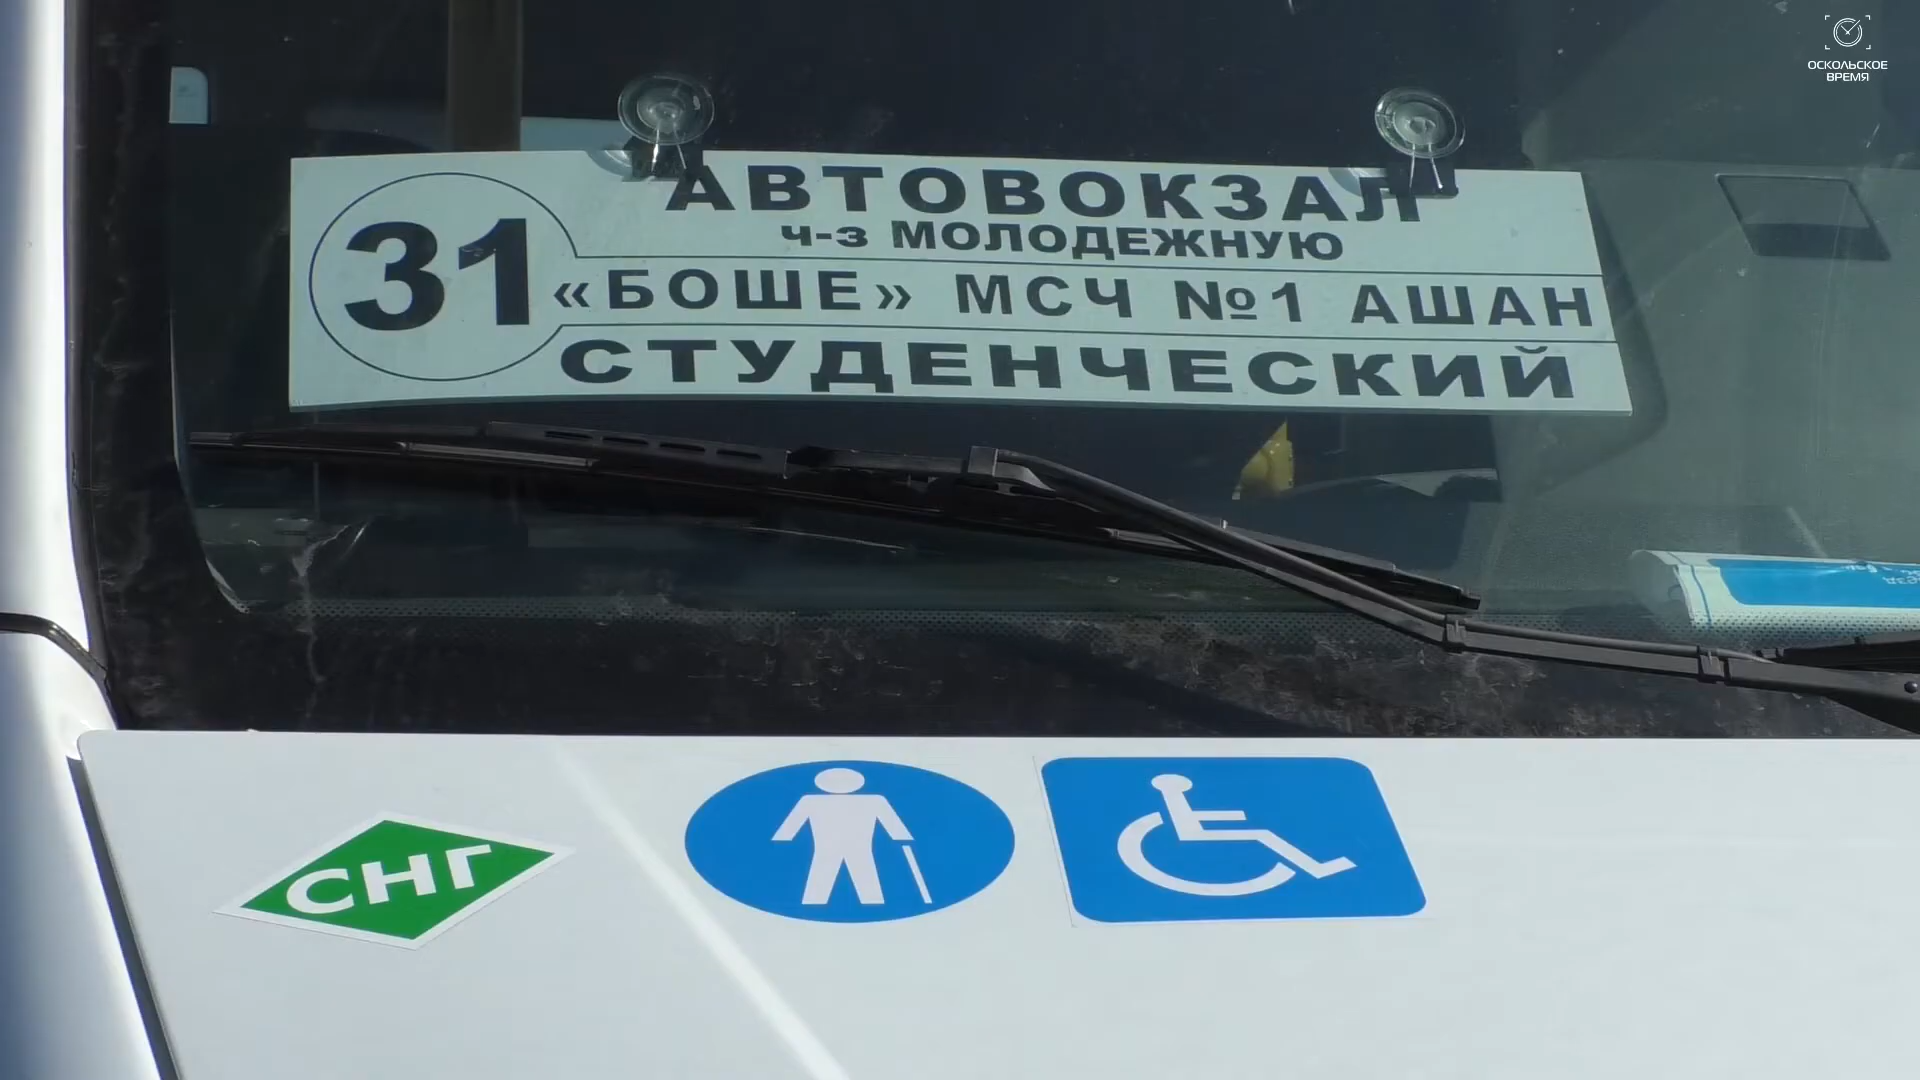 ОСКОЛЬСКОЕ
ВРЕМЯ
31
АВТОВОКЗАЛ
ч-з МОЛОДЕЖНУЮ
«БОШЕ» МСЧ №1 АШАН
СТУДЕНЧЕСКИЙ
СНГ